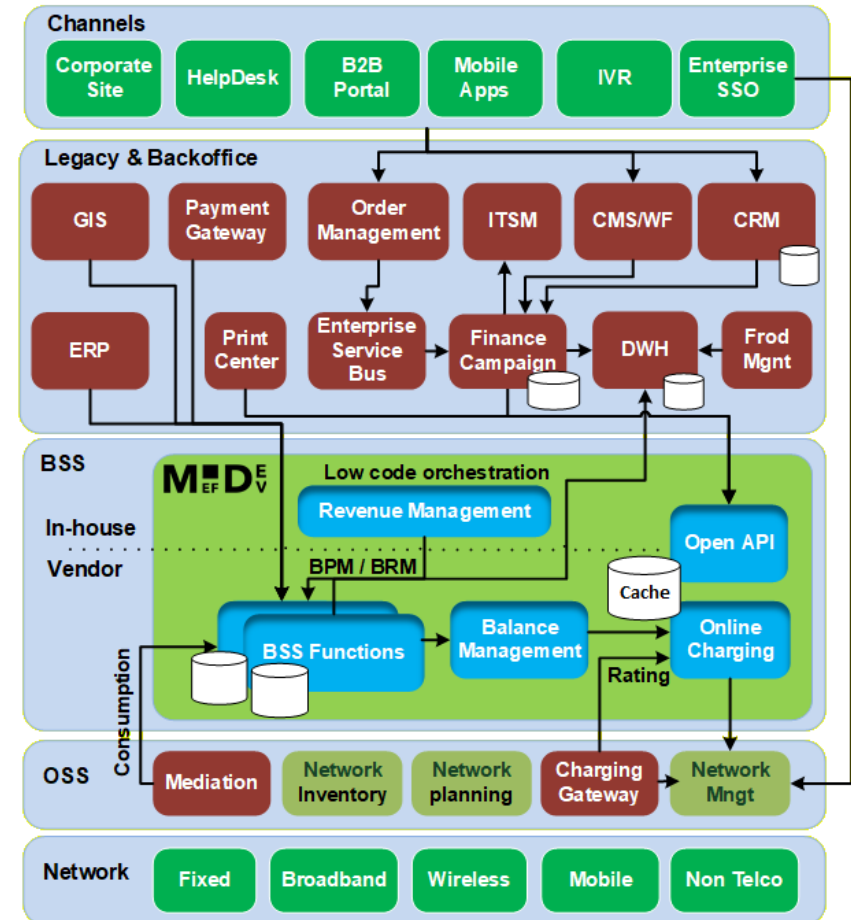 Channels
Corporate
Site
HelpDesk
B2B
Portal
Mobile
Apps
IVR
Enterprise
SSO
Legacy & Backoffice
GIS
Payment
Gateway
Order
Management
ITSM
CMS/WF
CRM
ERP
Print
Center
Enterprise
Service
Bus
Finance
Campaign
DWH
Frod
Mgnt
BSS
M EF D E V
Low code orchestration
Revenue Management
In-house
Open API
Vendor
BPM / BRM
Cache
BSS Functions
Balance
Management
Online
Charging
Rating
Consumption
OSS
Mediation
Network
Inventory
Network
planning
Charging
Gateway
Network
Mngt
Network
Fixed
Broadband
Wireless
Mobile
Non Telco